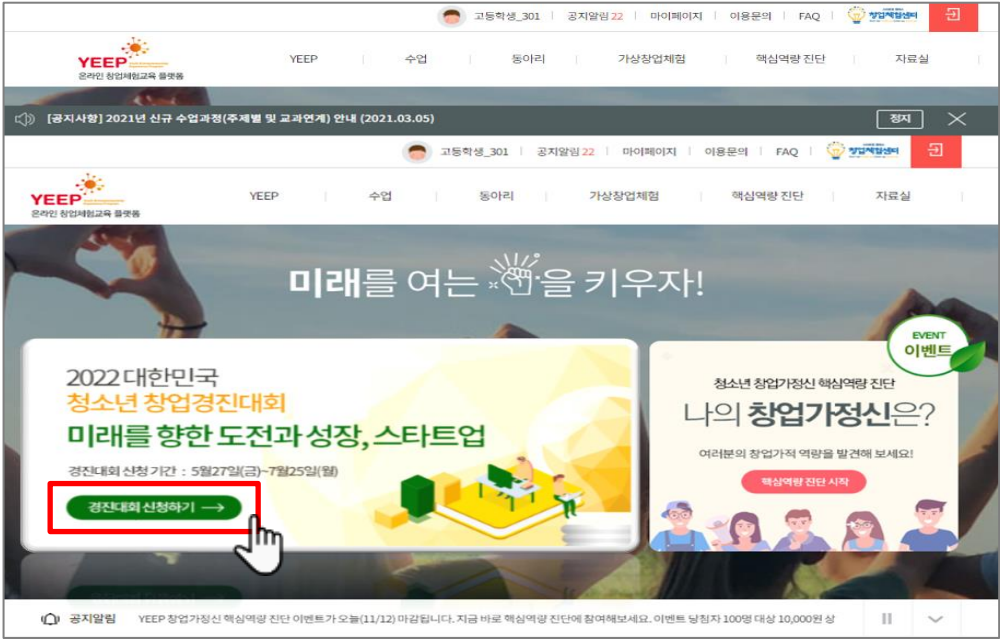 고등학생_301 공지알림 22 마이페이지 이용문의 FAQ 창업체험센터
YEEP
온라인 창업체험교육 플랫폼
YEEP 수업 동아리 가상창업체험 핵심역량 진단 자료실
[공지사항] 2021년 신규 수업과정(주제별 및 교과연계) 안내 (2021.03.05) 정지
고등학생_301 공지알림 22 마이페이지 이용문의 FAQ 창업체험센터
YEEP
온라인 창업체험교육 플랫폼
YEEP 수업 동아리 가상창업체험 핵심역량 진단 자료실
미래를 여는 을 키우자!
2022 대한민국
청소년 창업경진대회
미래를 향한 도전과 성장, 스타트업
경진대회 신청 기간 : 5월27일(금)~7월25일(월)
경진대회 신청하기 →
EVENT
이벤트
청소년 창업가정신 핵심역량 진단
나의 창업가정신은?
여러분의 창업가적 역량을 발견해 보세요!
핵심역량 진단 시작
공지알림 YEEP 창업가정신 핵심역량 진단 이벤트가 오늘(11/12) 마감됩니다. 지금 바로 핵심역량 진단에 참여해보세요. 이벤트 당첨자 100명 대상 10,000원 상